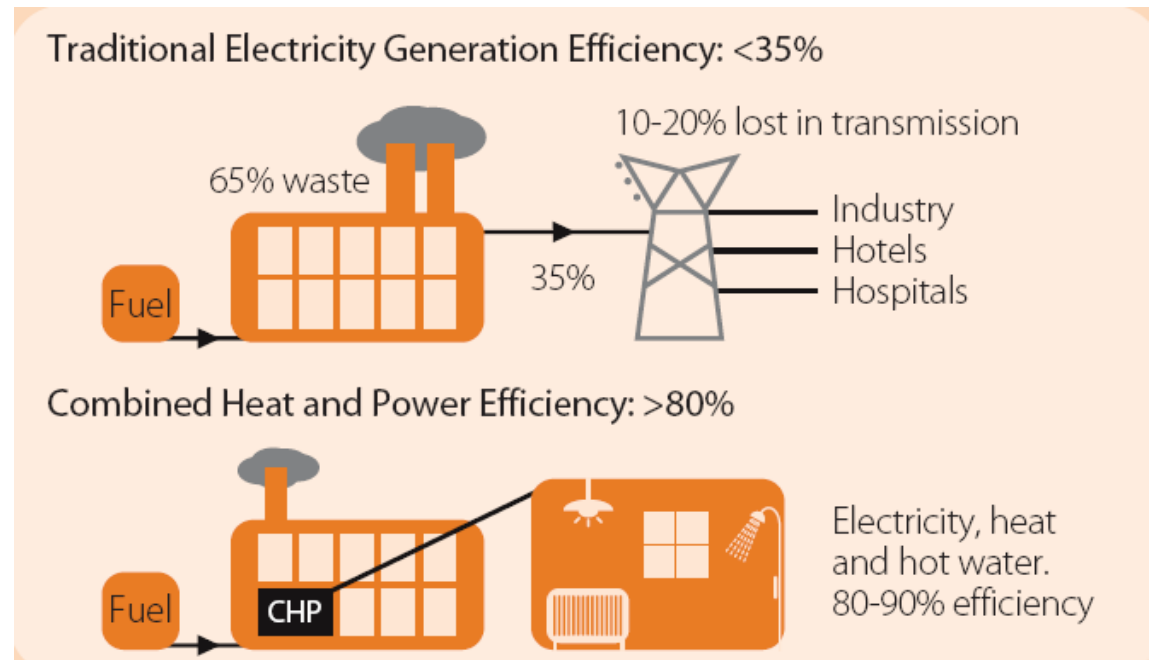 Traditional Electricity Generation Efficiency: <35%
10-20% lost in transmission
65% waste
Industry
35%
Hotels
Fuel
Hospitals
Combined Heat and Power Efficiency: >80%
Electricity, heat
and hot water.
80-90% efficiency
Fuel
CHP